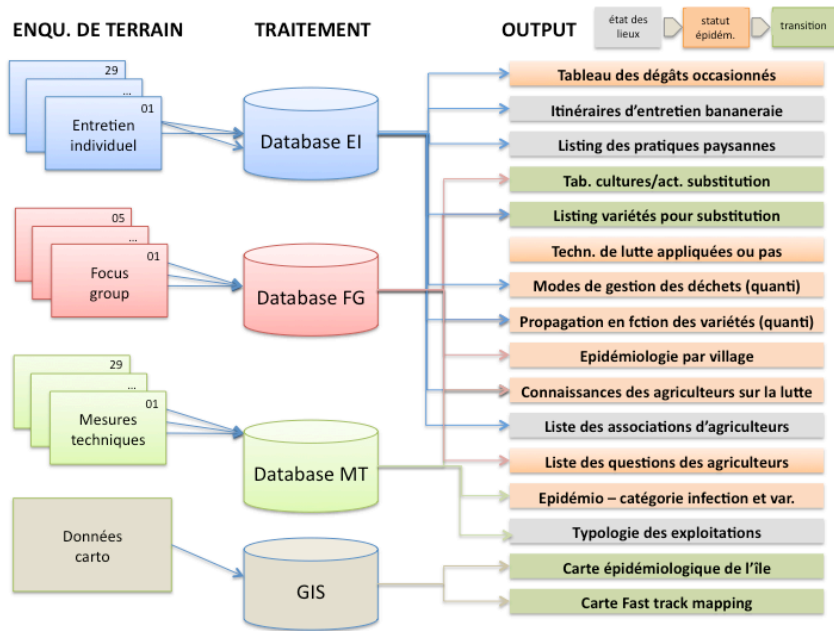 ENQU. DE TERRAIN
TRAITEMENT
OUTPUT
état des
lieux
statut
épidém.
transition
29
...
01
Entretien
individuel
Database EI
05
...
01
Focus
group
Database FG
29
...
01
Mesures
techniques
Database MT
Données
carto
GIS
Tableau des dégâts occasionnés
Itinéraires d'entretien bananeraie
Listing des pratiques paysannes
Tab. cultures/act. substitution
Listing variétés pour substitution
Techn. de lutte appliquées ou pas
Modes de gestion des déchets (quanti)
Propagation en fction des variétés (quanti)
Epidémiologie par village
Connaissances des agriculteurs sur la lutte
Liste des associations d'agriculteurs
Liste des questions des agriculteurs
Epidémio – catégorie infection et var.
Typologie des exploitations
Carte épidémiologique de l'île
Carte Fast track mapping